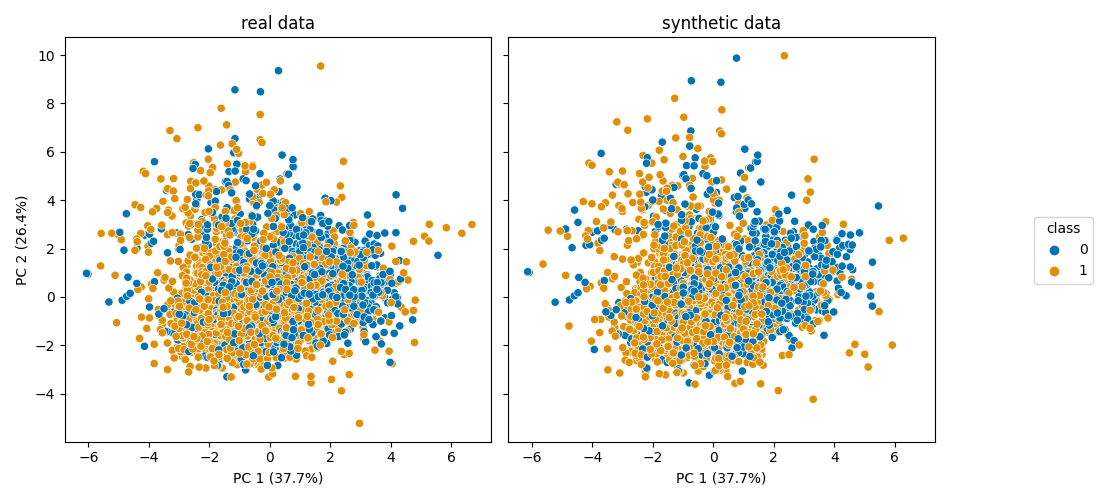 real data
synthetic data
10
8
6
4
2
0
−2
−4
PC 2 (26.4%)
−6 −4 −2 0 2 4 6
−6 −4 −2 0 2 4 6
PC 1 (37.7%)
PC 1 (37.7%)
class
0
1